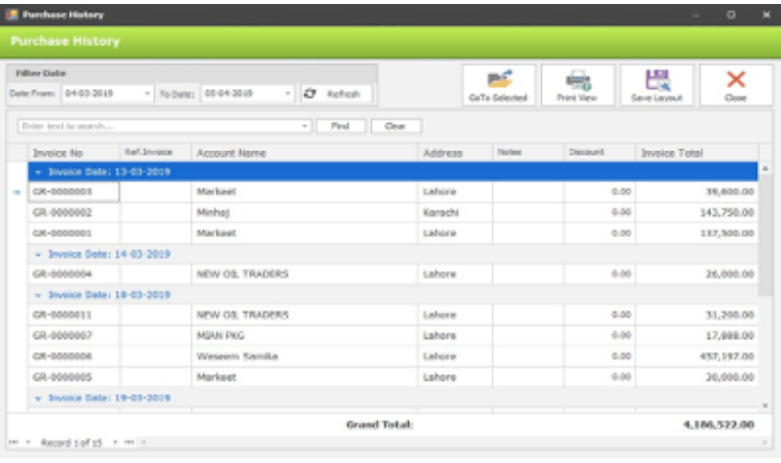 Purchase History
Purchase History
Filter Date
Date From: 04-03-2019 To Date: 05-04-2019 Refresh
GoTo Selected Print View Save Layout Close
Enter text to search... Find Clear
Invoice No Ref.Invoice Account Name Address Notes Discount Invoice Total
Invoice Date: 13-03-2019
GR-0000003 Markeet Lahore 0.00 39,600.00
GR-0000002 Minhaj Karachi 0.00 143,750.00
GR-0000001 Markeet Lahore 0.00 137,500.00
Invoice Date: 14-03-2019
GR-0000004 NEW OIL TRADERS Lahore 0.00 26,000.00
Invoice Date: 18-03-2019
GR-0000011 NEW OIL TRADERS Lahore 0.00 31,200.00
GR-0000007 MIAN PKG Lahore 0.00
GR-0000006 Waseem Lahore 0.00 457,197.00
GR-0000005 Markeet Lahore 0.00 30,000.00
Invoice Date: 19-03-2019
Grand Total: 4,186,522.00
Record 1 of 15